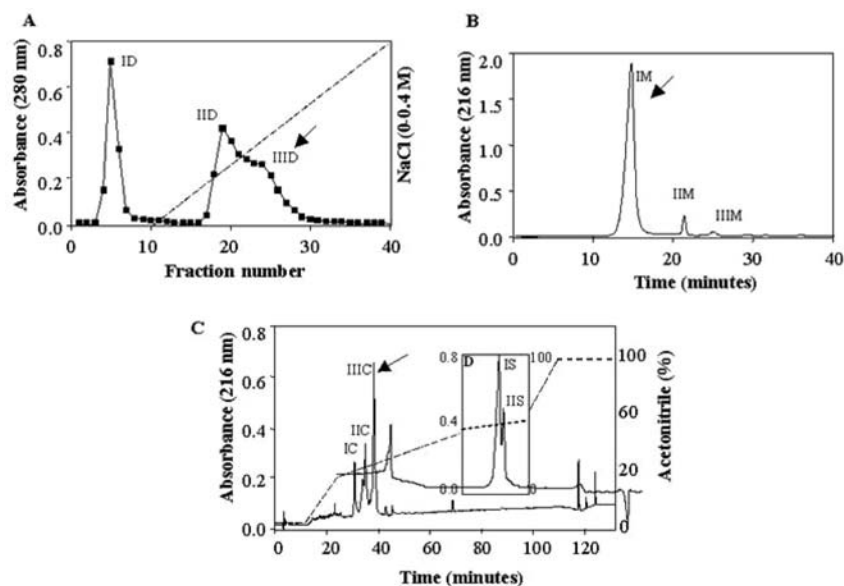 A
Absorbance (280 nm)
0.8
0.6
0.4
0.2
0.0
ID
IID
IIID
NaCl (0-0.4 M)
0
10
20
30
40
Fraction number
B
Absorbance (216 nm)
2.0
1.5
1.0
0.5
0.0
IM
IIM
IIIM
0
10
20
30
40
Time (minutes)
C
Absorbance (216 nm)
0.8
0.6
0.4
0.2
0.0
IC
IIC
IIIC
0.8
0.4
0.0
D
IS
IIS
100
0
100
60
20
0
Acetonitrile (%)
0
20
40
60
80
100
120
Time (minutes)